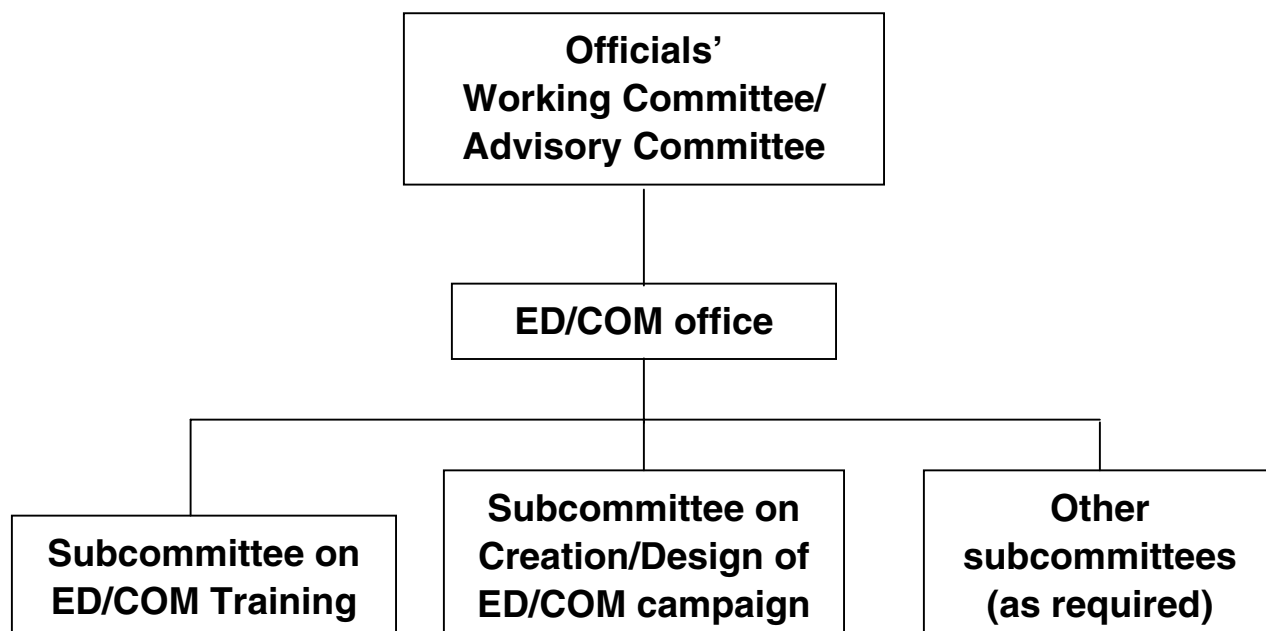 Officials’
Working Committee/
Advisory Committee
ED/COM office
Subcommittee on
ED/COM Training
Subcommittee on
Creation/Design of
ED/COM campaign
Other
subcommittees
(as required)